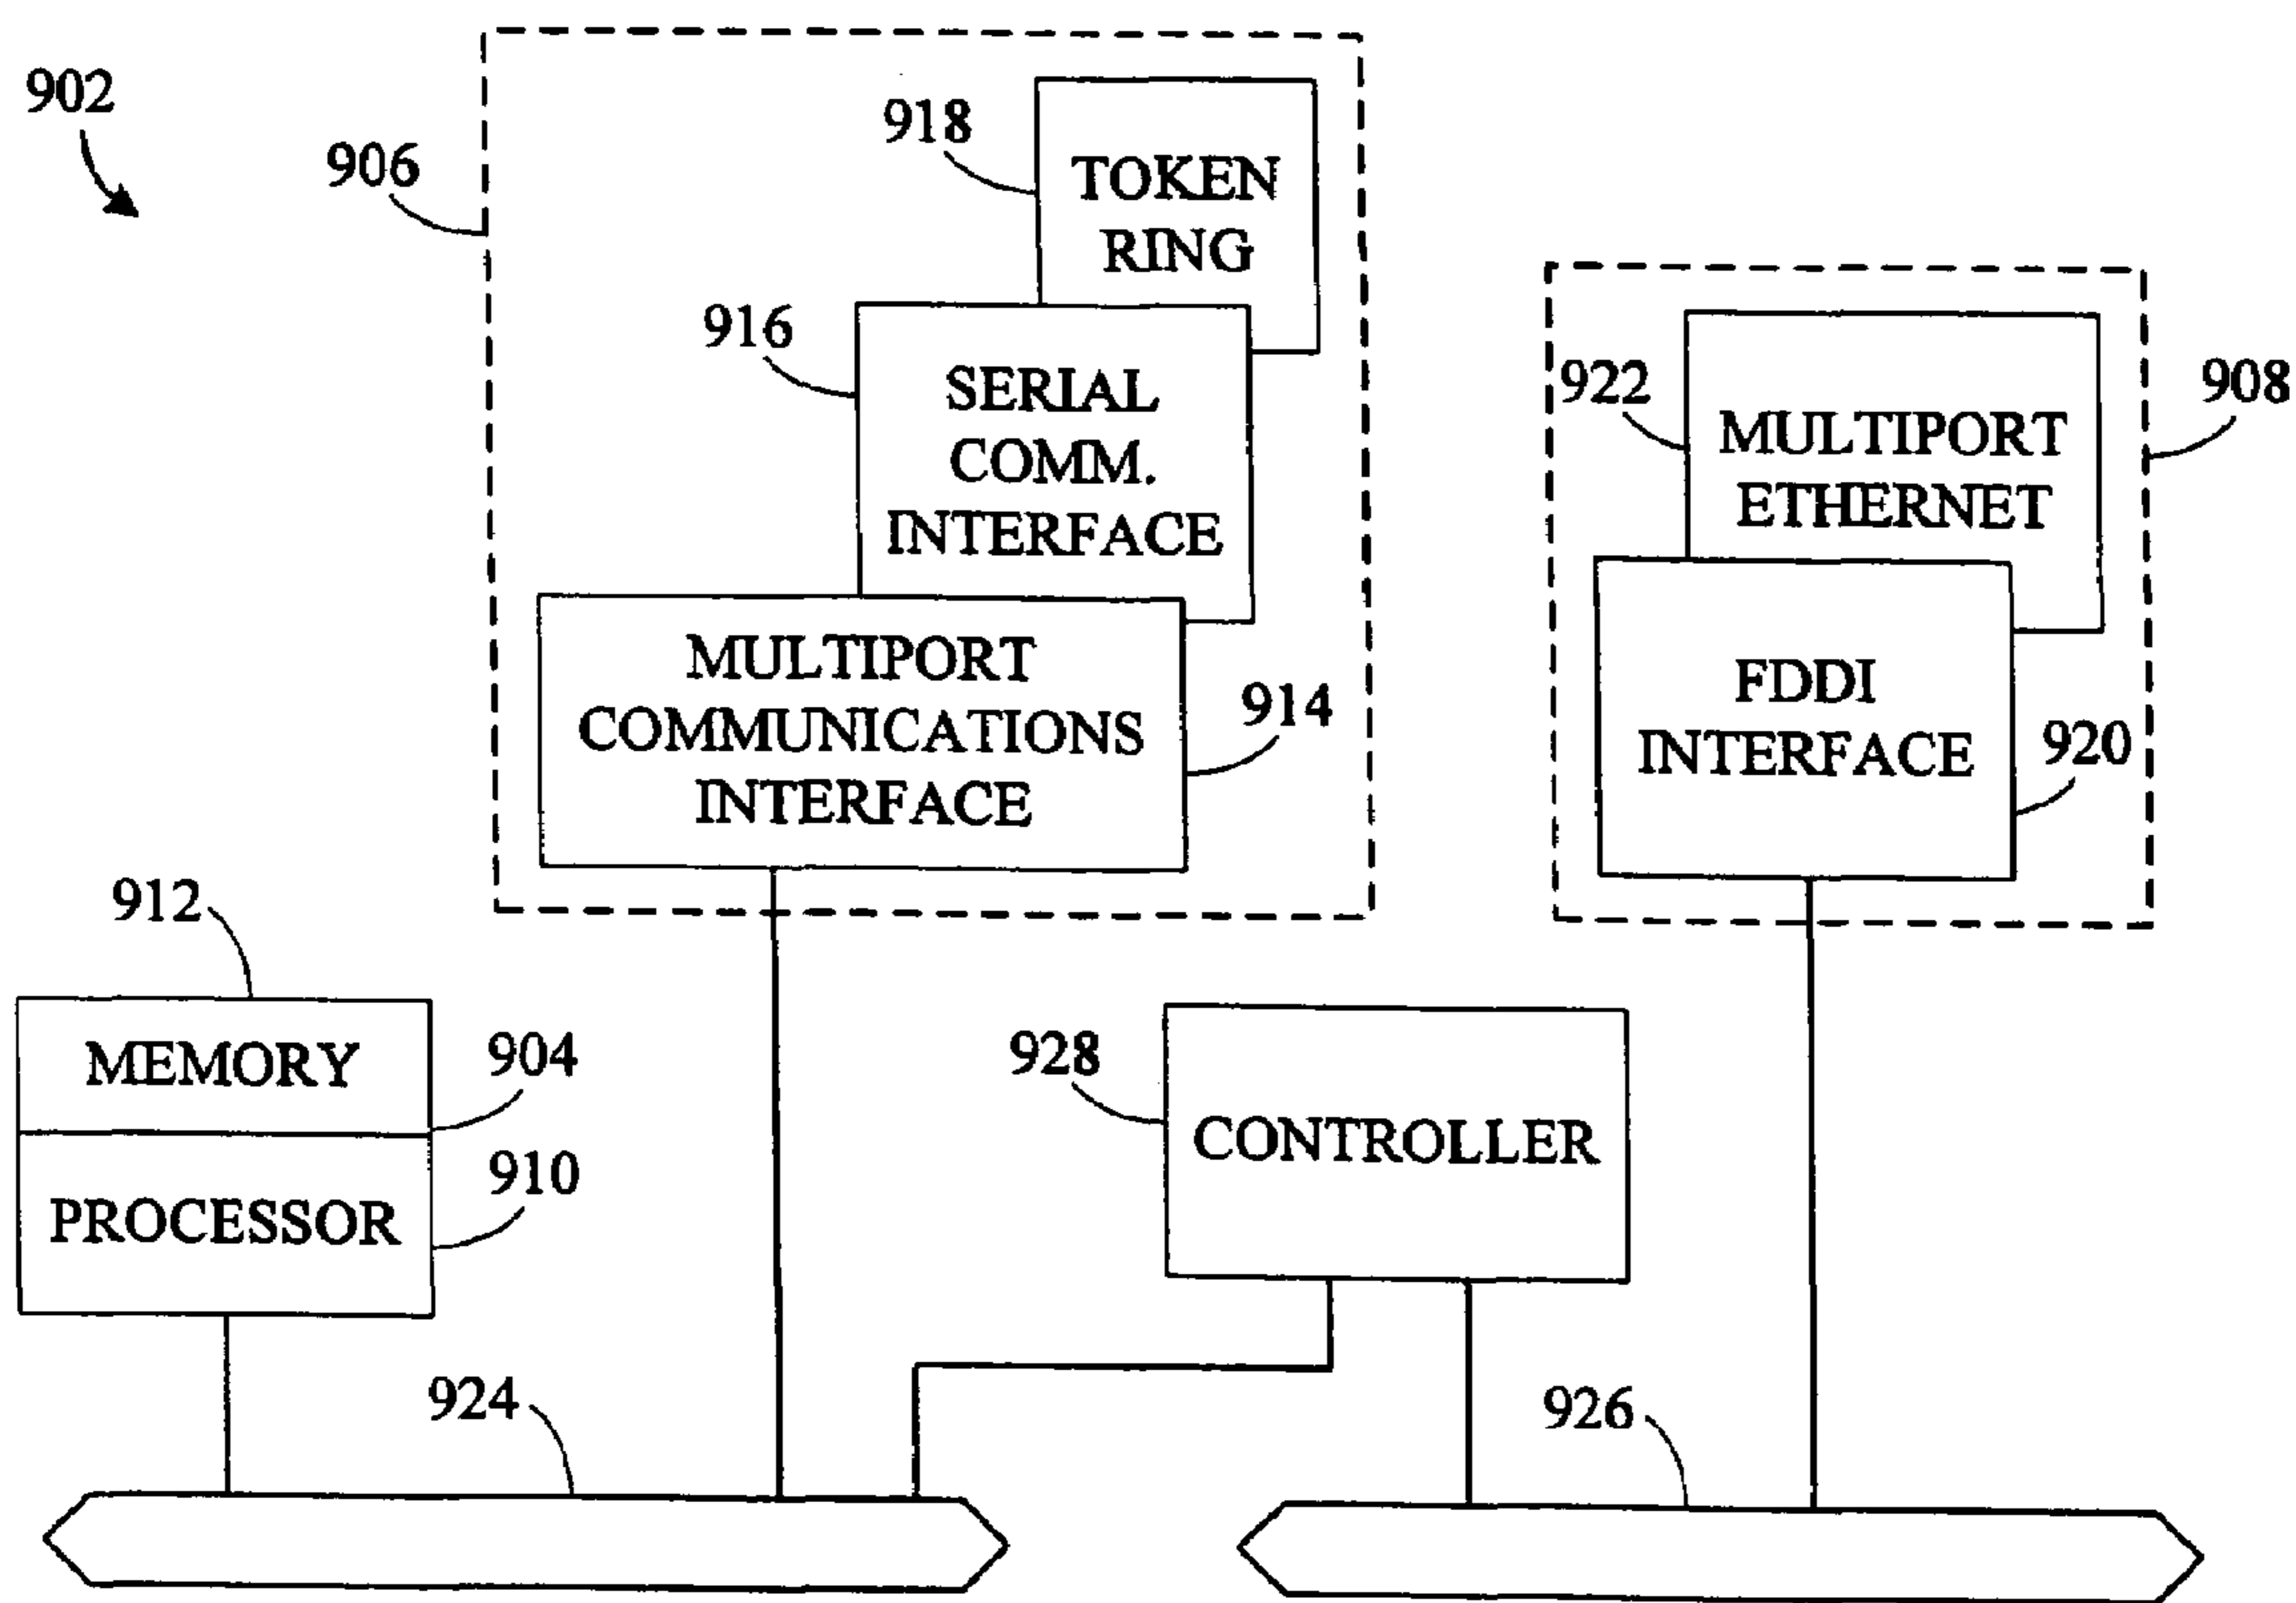 902
906
918
TOKEN
RING
916
SERIAL
COMM.
INTERFACE
MULTIPORT
COMMUNICATIONS
INTERFACE
914
922
MULTIPORT
ETHERNET
908
FDDI
INTERFACE
920
912
MEMORY
904
PROCESSOR
910
928
CONTROLLER
924
926